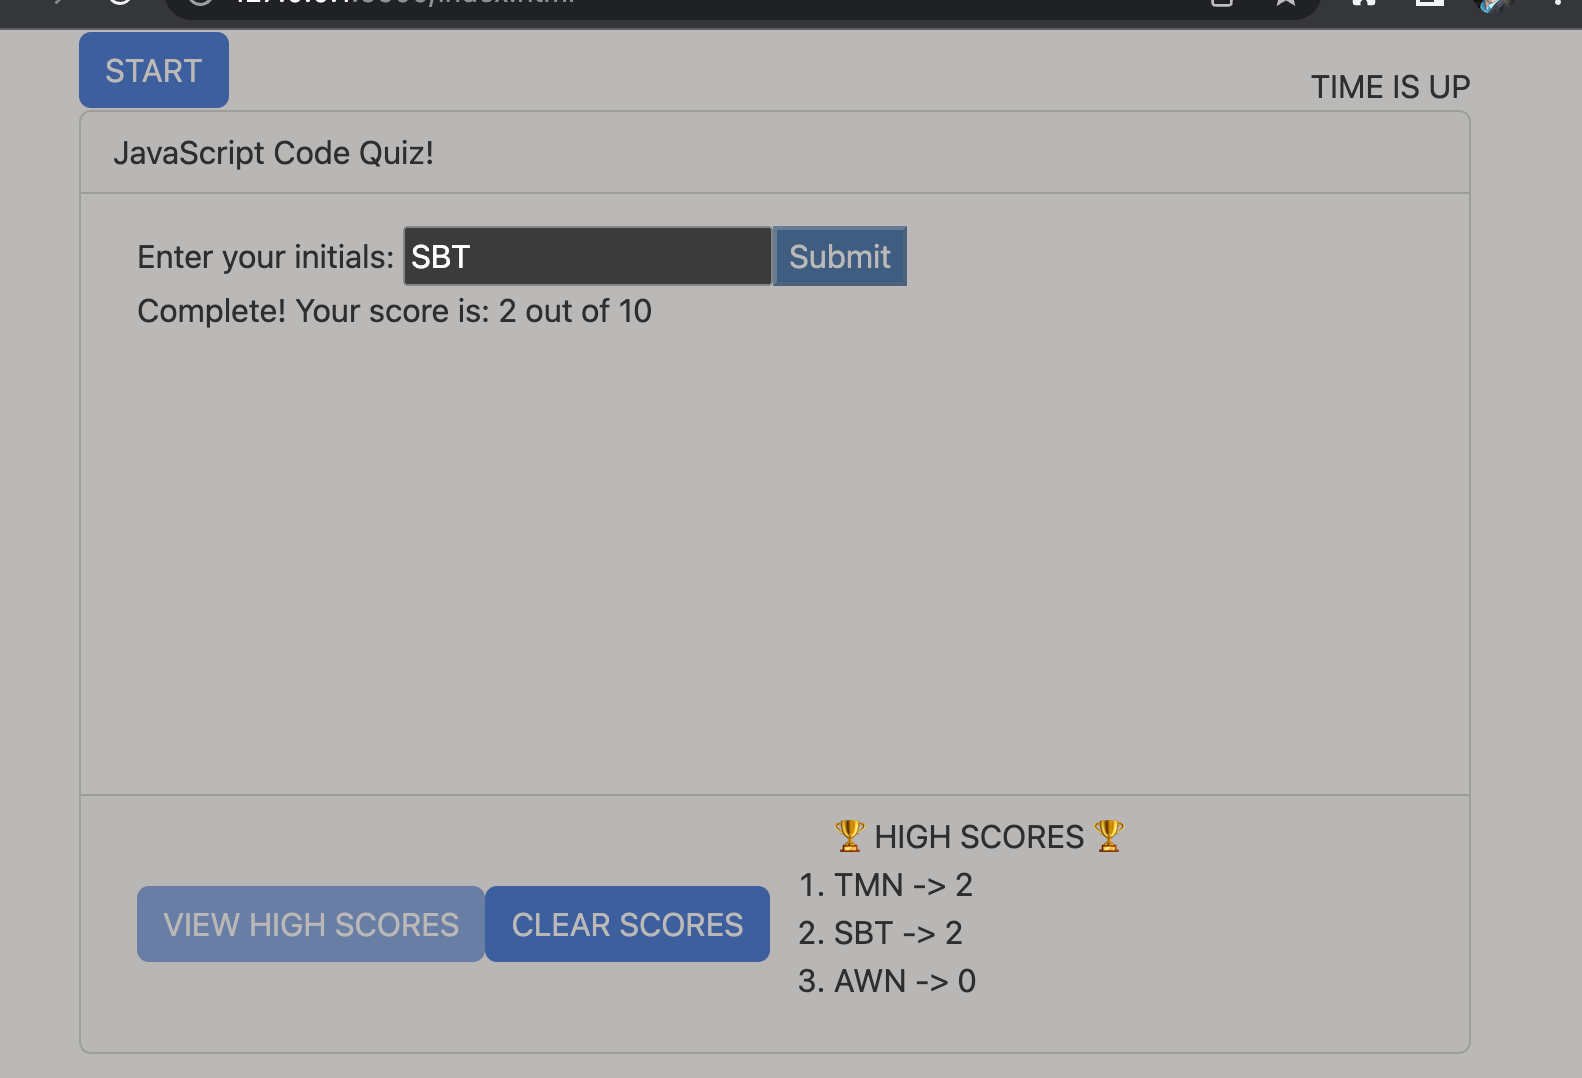 START
TIME IS UP
JavaScript Code Quiz!
Enter your initials: SBT Submit
Complete! Your score is: 2 out of 10
🏆 HIGH SCORES 🏆
1. TMN -> 2
VIEW HIGH SCORES CLEAR SCORES
2. SBT -> 2
3. AWN -> 0